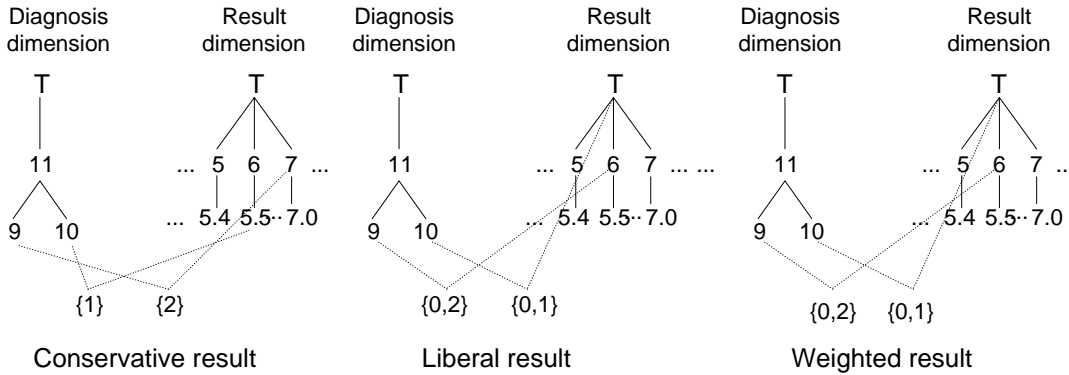 Diagnosis dimension
Result dimension
Diagnosis dimension
Result dimension
Diagnosis dimension
Result dimension
T T T T T T
11 ... 5 6 7 ... 11 ... 5 6 7 ... ... 11 ... 5 6 7 ..
9 10 ... 5.4 5.5·· 7.0 9 10 ... 5.4 5.5·· 7.0 9 10 ... 5.4 5.5·· 7.0
{1} {2} {0,2} {0,1} {0,2} {0,1}
Conservative result Liberal result Weighted result